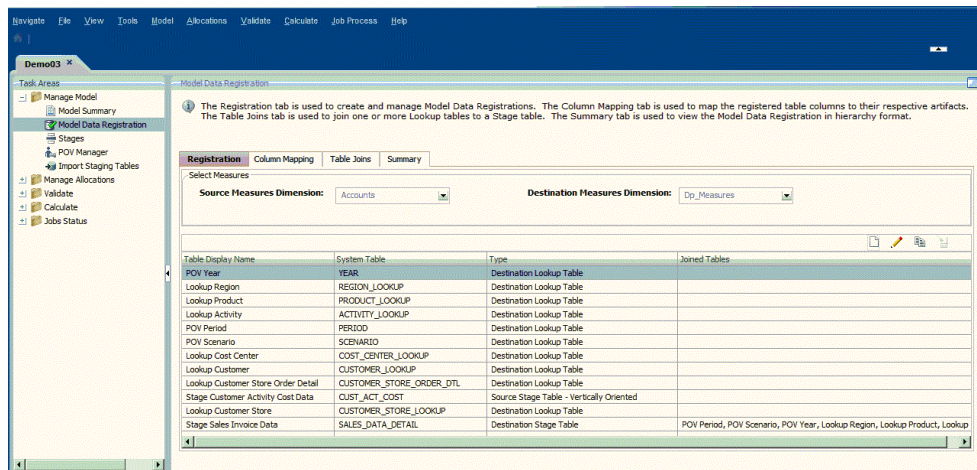 Navigate File View Tools Model Allocations Validate Calculate Job Process Help
Demo03 ×
Task Areas
Manage Model
Model Summary
Model Data Registration
Stages
POV Manager
Import Staging Tables
Manage Allocations
Validate
Calculate
Jobs Status
Model Data Registration
The Registration tab is used to create and manage Model Data Registrations. The Column Mapping tab is used to map the registered table columns to their respective artifacts.
The Table Joins tab is used to join one or more Lookup tables to a Stage table. The Summary tab is used to view the Model Data Registration in hierarchy format.
Registration Column Mapping Table Joins Summary
Select Measures
Source Measures Dimension: Accounts Destination Measures Dimension: Dp_Measures
Table Display Name System Table Type Joined Tables
POV Year YEAR Destination Lookup Table
Lookup Region REGION_LOOKUP Destination Lookup Table
Lookup Product PRODUCT_LOOKUP Destination Lookup Table
Lookup Activity ACTIVITY_LOOKUP Destination Lookup Table
POV Period PERIOD Destination Lookup Table
POV Scenario SCENARIO Destination Lookup Table
Lookup Cost Center COST_CENTER_LOOKUP Destination Lookup Table
Lookup Customer CUSTOMER_LOOKUP Destination Lookup Table
Lookup Customer Store Order Detail CUSTOMER_STORE_ORDER_DTL Destination Lookup Table
Stage Customer Activity Cost Data CUST_ACT_COST Source Stage Table - Vertically Oriented
Lookup Customer Store CUSTOMER_STORE_LOOKUP Destination Lookup Table
Stage Sales Invoice Data SALES_DATA_DETAIL Destination Stage Table POV Period, POV Scenario, POV Year, Lookup Region, Lookup Product, Lookup